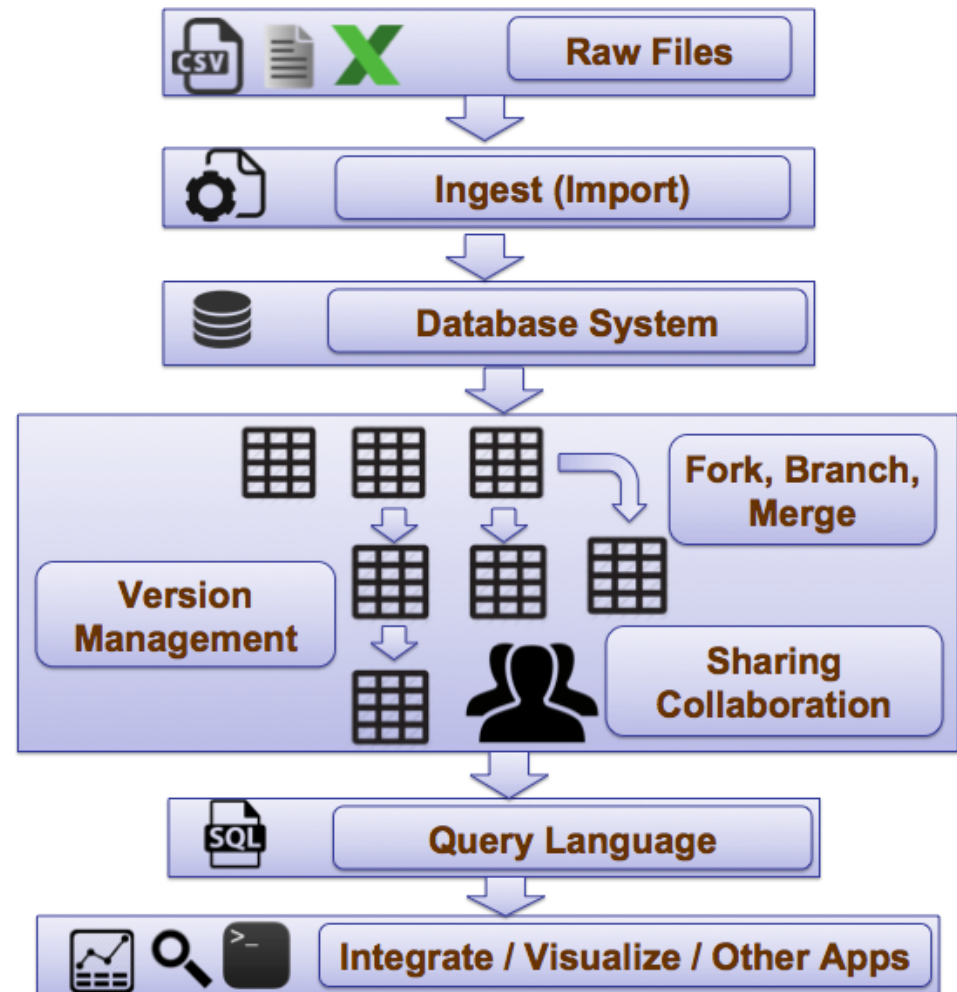 CSV
Raw Files
Ingest (Import)
Database System
Fork, Branch,
Merge
Version
Management
Sharing
Collaboration
SQL
Query Language
>_
Integrate / Visualize / Other Apps